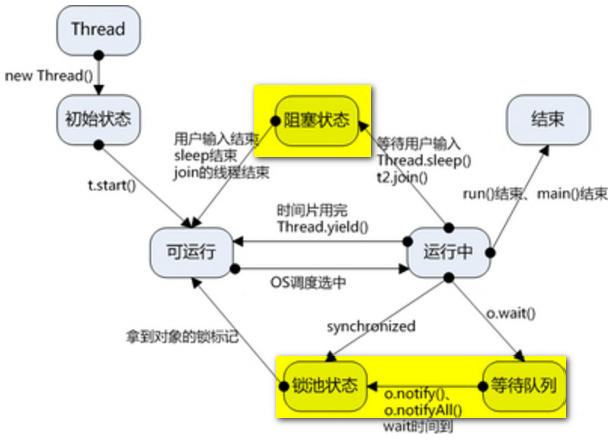 Thread
new Thread()
初始状态
t.start()
阻塞状态
结束
用户输入结束
sleep结束
join的线程结束
等待用户输入
Thread.sleep()
t2.join()
run()结束、main()结束
时间片用完
Thread.yield()
可运行
运行中
OS调度选中
synchronized
o.wait()
拿到对象的锁标记
锁池状态
等待队列
o.notify()、
o.notifyAll()
wait时间到